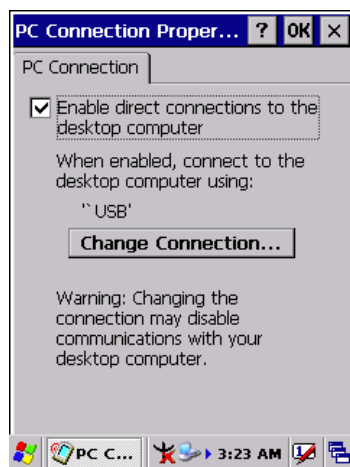 PC Connection Proper... ? OK ×
PC Connection
Enable direct connections to the
desktop computer
When enabled, connect to the
desktop computer using:
'` USB'
Change Connection...
Warning: Changing the
connection may disable
communications with your
desktop computer.
PC C... 3:23 AM